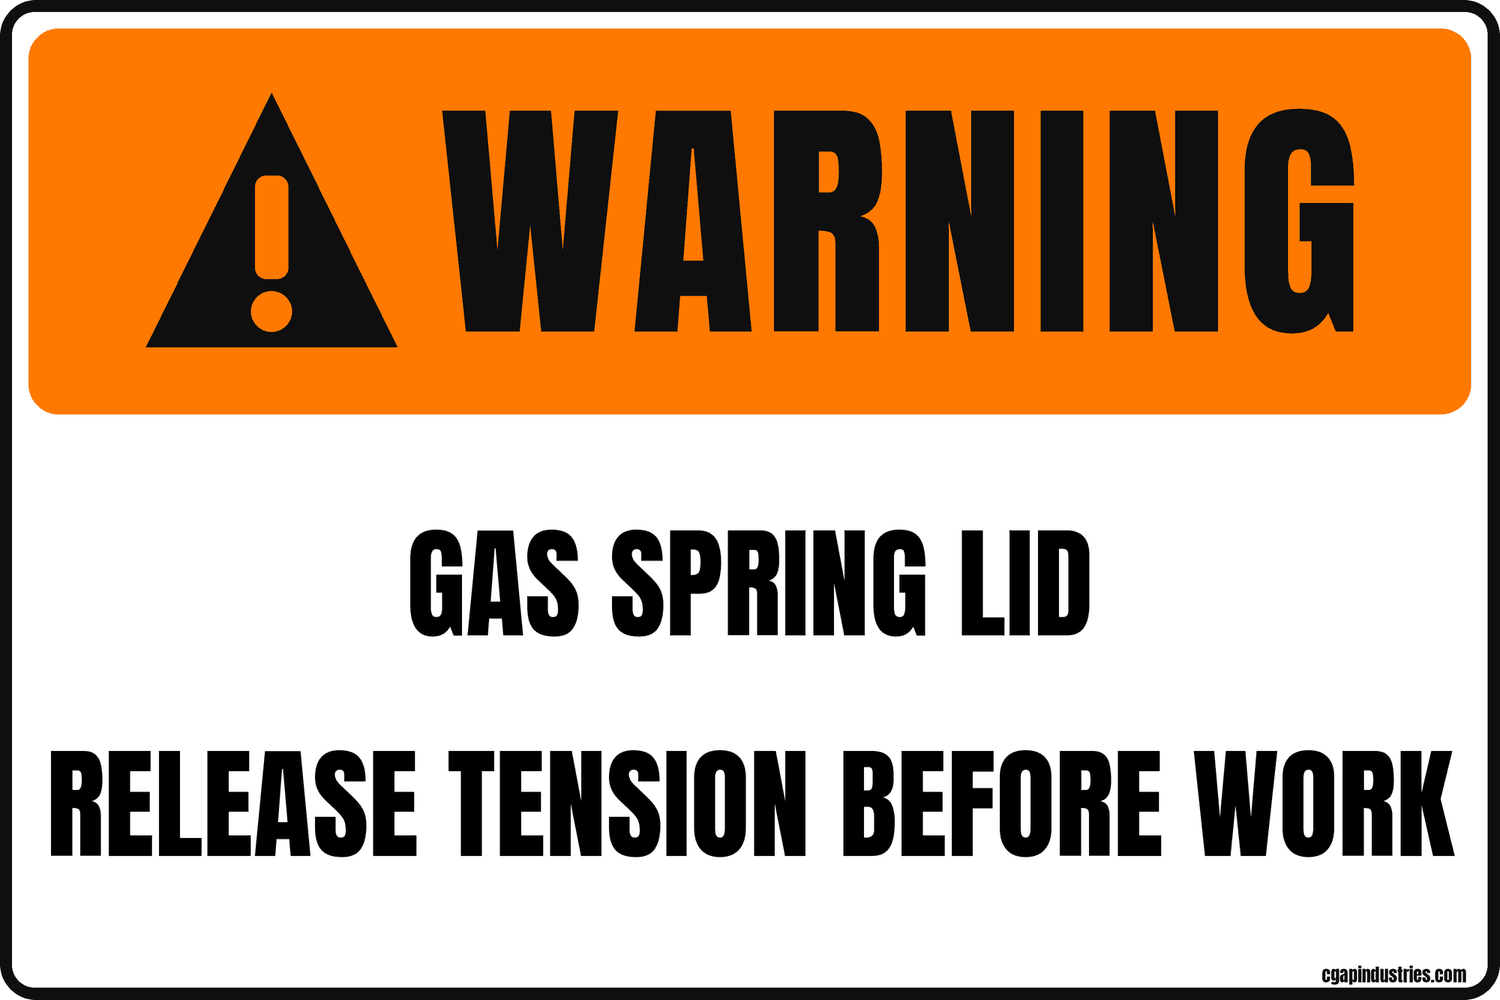 WARNING
GAS SPRING LID
RELEASE TENSION BEFORE WORK
cgapindustries.com